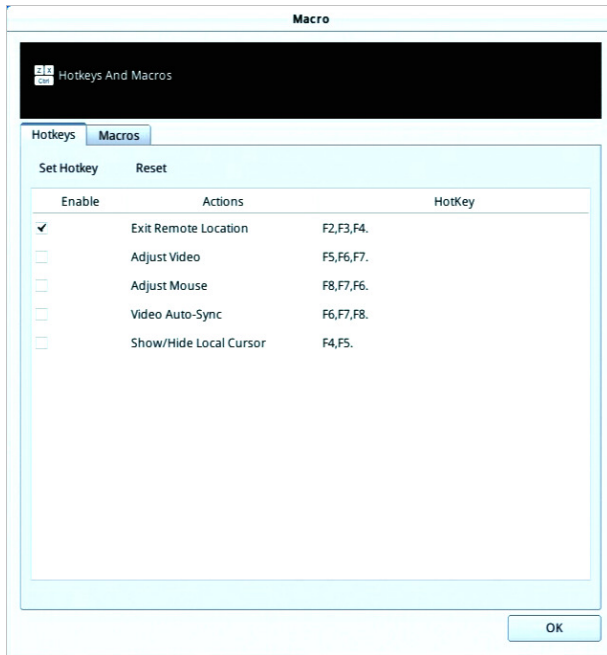 Macro
Z X
Ctrl
Hotkeys And Macros
Hotkeys Macros
Set Hotkey Reset
Enable Actions HotKey
Exit Remote Location F2,F3,F4.
Adjust Video F5,F6,F7.
Adjust Mouse F8,F7,F6.
Video Auto-Sync F6,F7,F8.
Show/Hide Local Cursor F4,F5.
OK